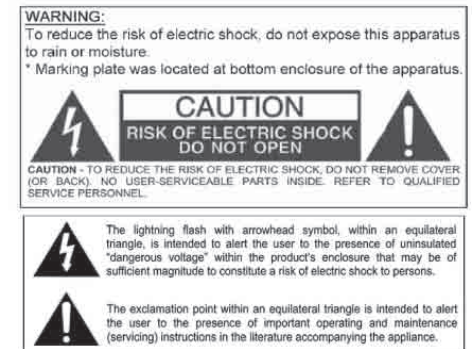 WARNING:
To reduce the risk of electric shock, do not expose this apparatus
to rain or moisture.
* Marking plate was located at bottom enclosure of the apparatus.
CAUTION
RISK OF ELECTRIC SHOCK
DO NOT OPEN
CAUTION - TO REDUCE THE RISK OF ELECTRIC SHOCK, DO NOT REMOVE COVER
(OR BACK). NO USER-SERVICEABLE PARTS INSIDE. REFER TO QUALIFIED
SERVICE PERSONNEL.
The lightning flash with arrowhead symbol, within an equilateral
triangle, is intended to alert the user to the presence of uninsulated
"dangerous voltage" within the product's enclosure that may be of
sufficient magnitude to constitute a risk of electric shock to persons.
The exclamation point within an equilateral triangle is intended to alert
the user to the presence of important operating and maintenance
(servicing) instructions in the literature accompanying the appliance.